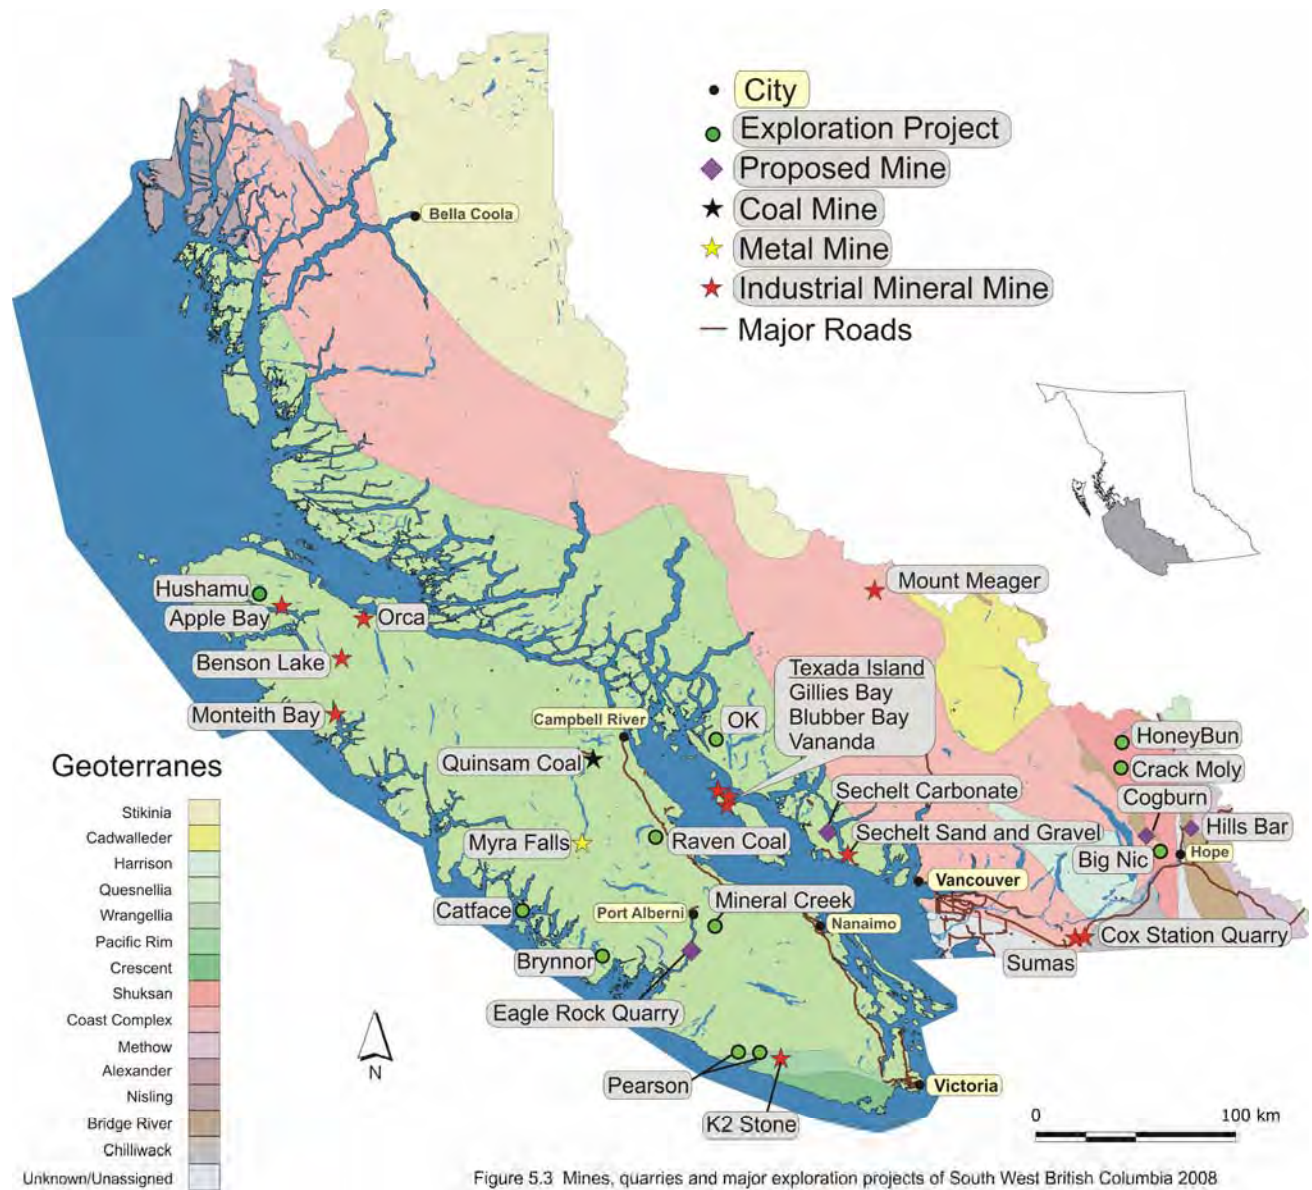 City
Exploration Project
Proposed Mine
Coal Mine
Metal Mine
Industrial Mineral Mine
Major Roads
Bella Coola
Hushamu
Apple Bay
Orca
Benson Lake
Monteith Bay
Mount Meager
Texada Island
Gillies Bay
Blubber Bay
Vananda
Campbell River
OK
Quinsam Coal
HoneyBun
Crack Moly
Cogburn
Sechelt Carbonate
Hills Bar
Sechelt Sand and Gravel
Myra Falls
Raven Coal
Big Nic
Hope
Vancouver
Mineral Creek
Catface
Port Alberni
Nanaimo
Cox Station Quarry
Brynnor
Sumas
Eagle Rock Quarry
Pearson
Victoria
K2 Stone
Geoterranes
Stikinia
Cadwalleder
Harrison
Quesnellia
Wrangellia
Pacific Rim
Crescent
Shuksan
Coast Complex
Methow
Alexander
Nisling
Bridge River
Chilliwack
Unknown/Unassigned
N
0 100 km
Figure 5.3 Mines, quarries and major exploration projects of South West British Columbia 2008